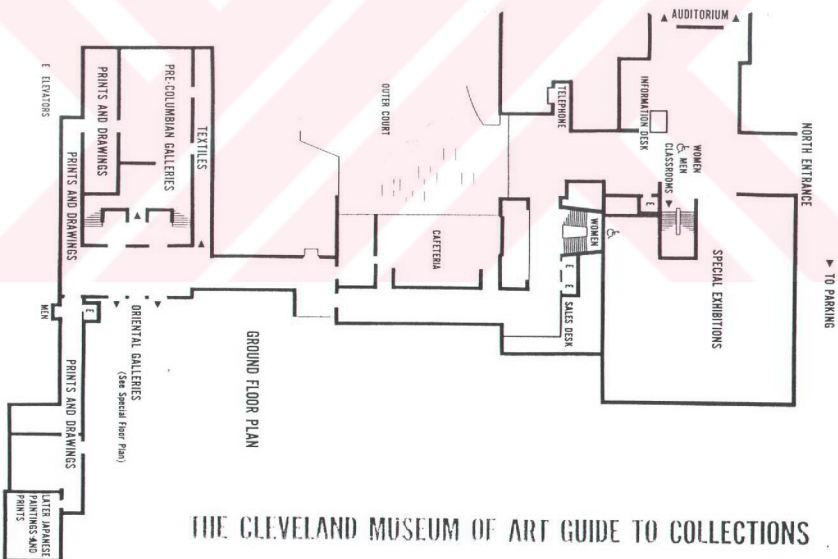 ▲ AUDITORIUM ▲
NORTH ENTRANCE
▲ TO PARKING
INFORMATION DESK
WOMEN
♿ MEN
CLASSROOMS ▼
TELEPHONE
E
WOMEN
♿
E
E
SALES DESK
SPECIAL EXHIBITIONS
OUTER COURT
CAFETERIA
TEXTILES
PRE-COLUMBIAN GALLERIES
PRINTS AND DRAWINGS
E ELEVATORS
PRINTS AND DRAWINGS
MEN
E
ORIENTAL GALLERIES
(See Special Floor Plan)
PRINTS AND DRAWINGS
LATER JAPANESE
PAINTINGS AND
PRINTS
GROUND FLOOR PLAN
THE CLEVELAND MUSEUM OF ART GUIDE TO COLLECTIONS